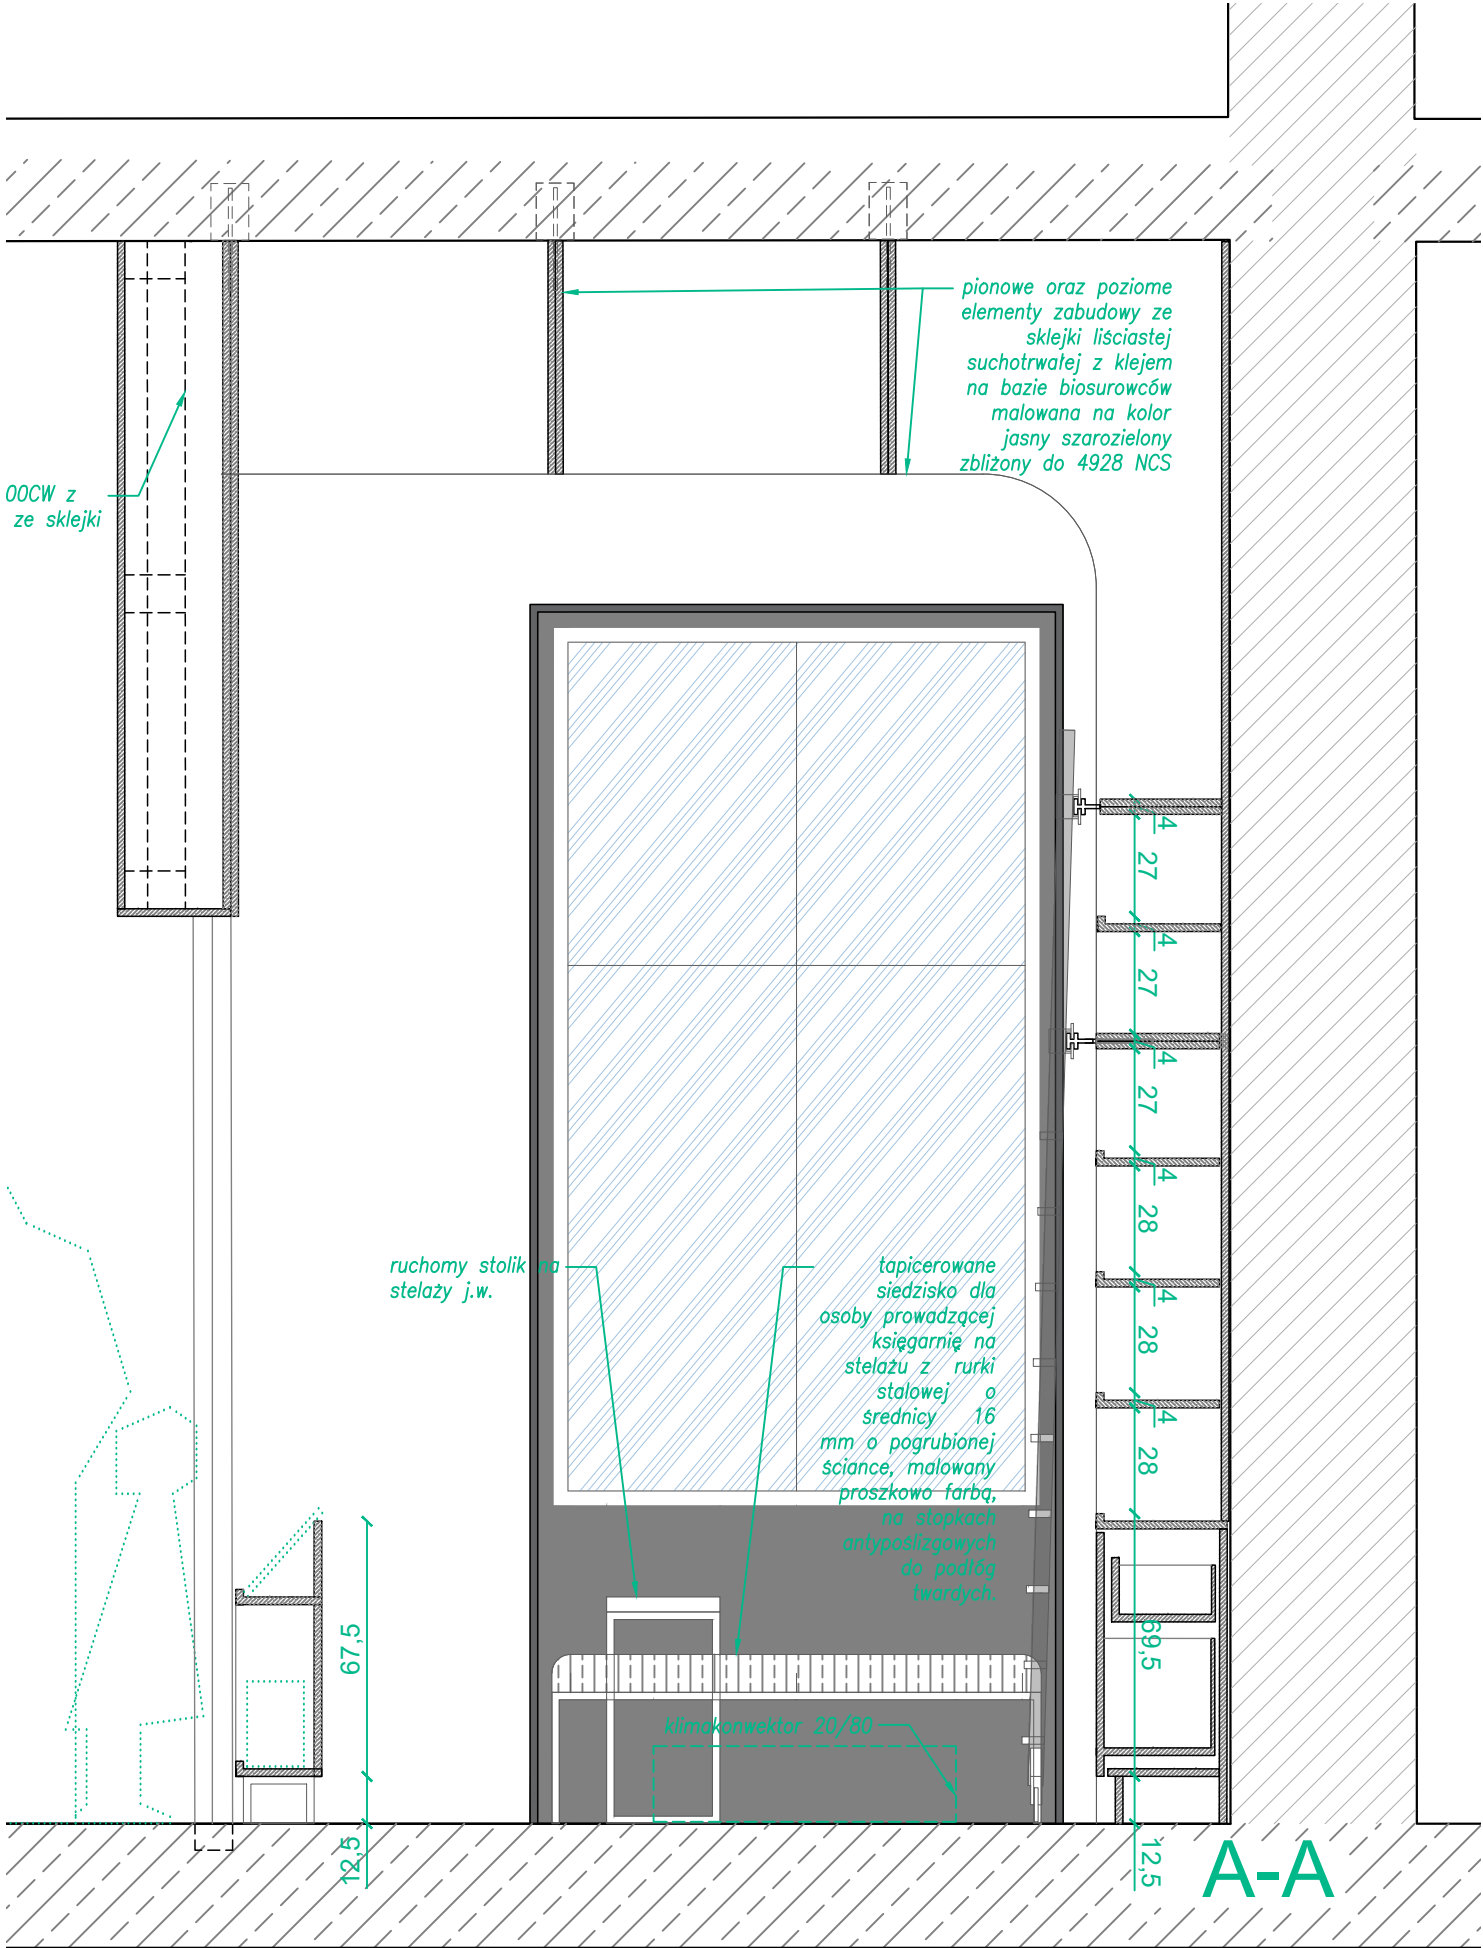 pionowe oraz poziome
elementy zabudowy ze
sklejki liściastej
suchotrwałej z klejem
na bazie biosurowców
malowana na kolor
jasny szarozielony
zbliżony do 4928 NCS
00CW z
ze sklejki
4
27
4
27
4
27
4
28
4
28
4
28
69,5
12,5
ruchomy stolik na
stelaży j.w.
tapicerowane
siedzisko dla
osoby prowadzącej
księgarnię na
stelażu z rurki
stalowej o
średnicy 16
mm o pogrubionej
ściance, malowany
proszkowo farbą,
na stopkach
antypoślizgowych
do podłóg
twardych.
67,5
12,5
klimakonwektor 20/80
A-A